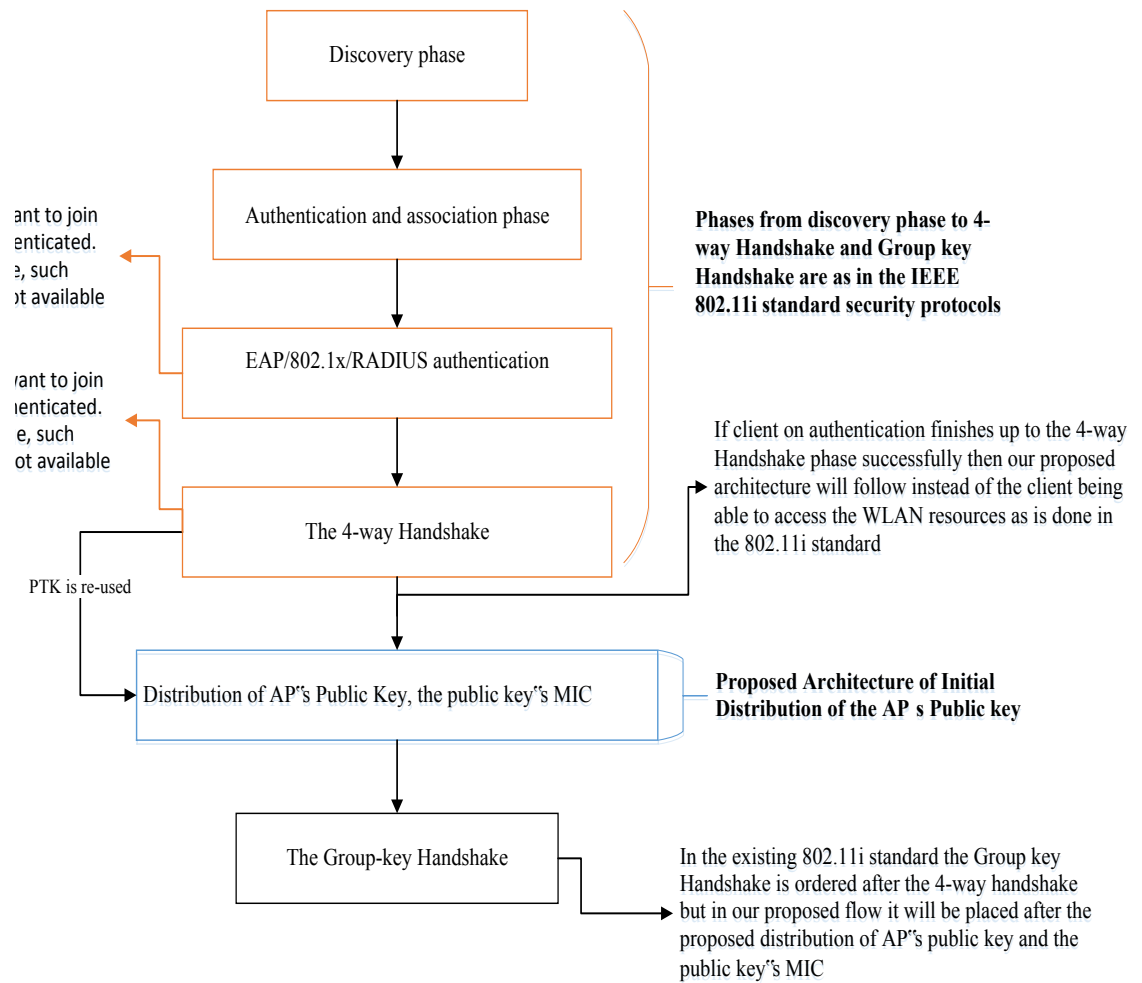 Discovery phase
Authentication and association phase
ant to join
enticated.
e, such
ot available
Phases from discovery phase to 4-
way Handshake and Group key
Handshake are as in the IEEE
802.11i standard security protocols
EAP/802.1x/RADIUS authentication
vant to join
henticated.
e, such
ot available
If client on authentication finishes up to the 4-way
Handshake phase successfully then our proposed
architecture will follow instead of the client being
able to access the WLAN resources as is done in
the 802.11i standard
The 4-way Handshake
PTK is re-used
Distribution of AP‟s Public Key, the public key‟s MIC
Proposed Architecture of Initial
Distribution of the AP s Public key
The Group-key Handshake
In the existing 802.11i standard the Group key
Handshake is ordered after the 4-way handshake
but in our proposed flow it will be placed after the
proposed distribution of AP‟s public key and the
public key‟s MIC